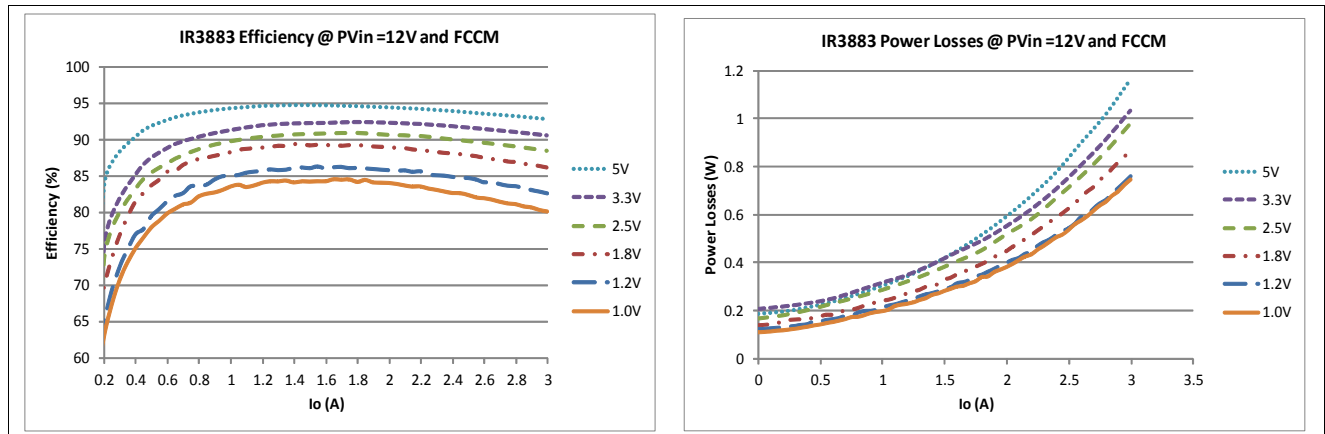 IR3883 Efficiency @ PVin =12V and FCCM
Efficiency (%)
100
95
90
85
80
75
70
65
60
0.2 0.4 0.6 0.8 1 1.2 1.4 1.6 1.8 2 2.2 2.4 2.6 2.8 3
Io (A)
5V
3.3V
2.5V
1.8V
1.2V
1.0V
IR3883 Power Losses @ PVin =12V and FCCM
Power Losses (W)
1.2
1
0.8
0.6
0.4
0.2
0
0 0.5 1 1.5 2 2.5 3 3.5
Io (A)
5V
3.3V
2.5V
1.8V
1.2V
1.0V